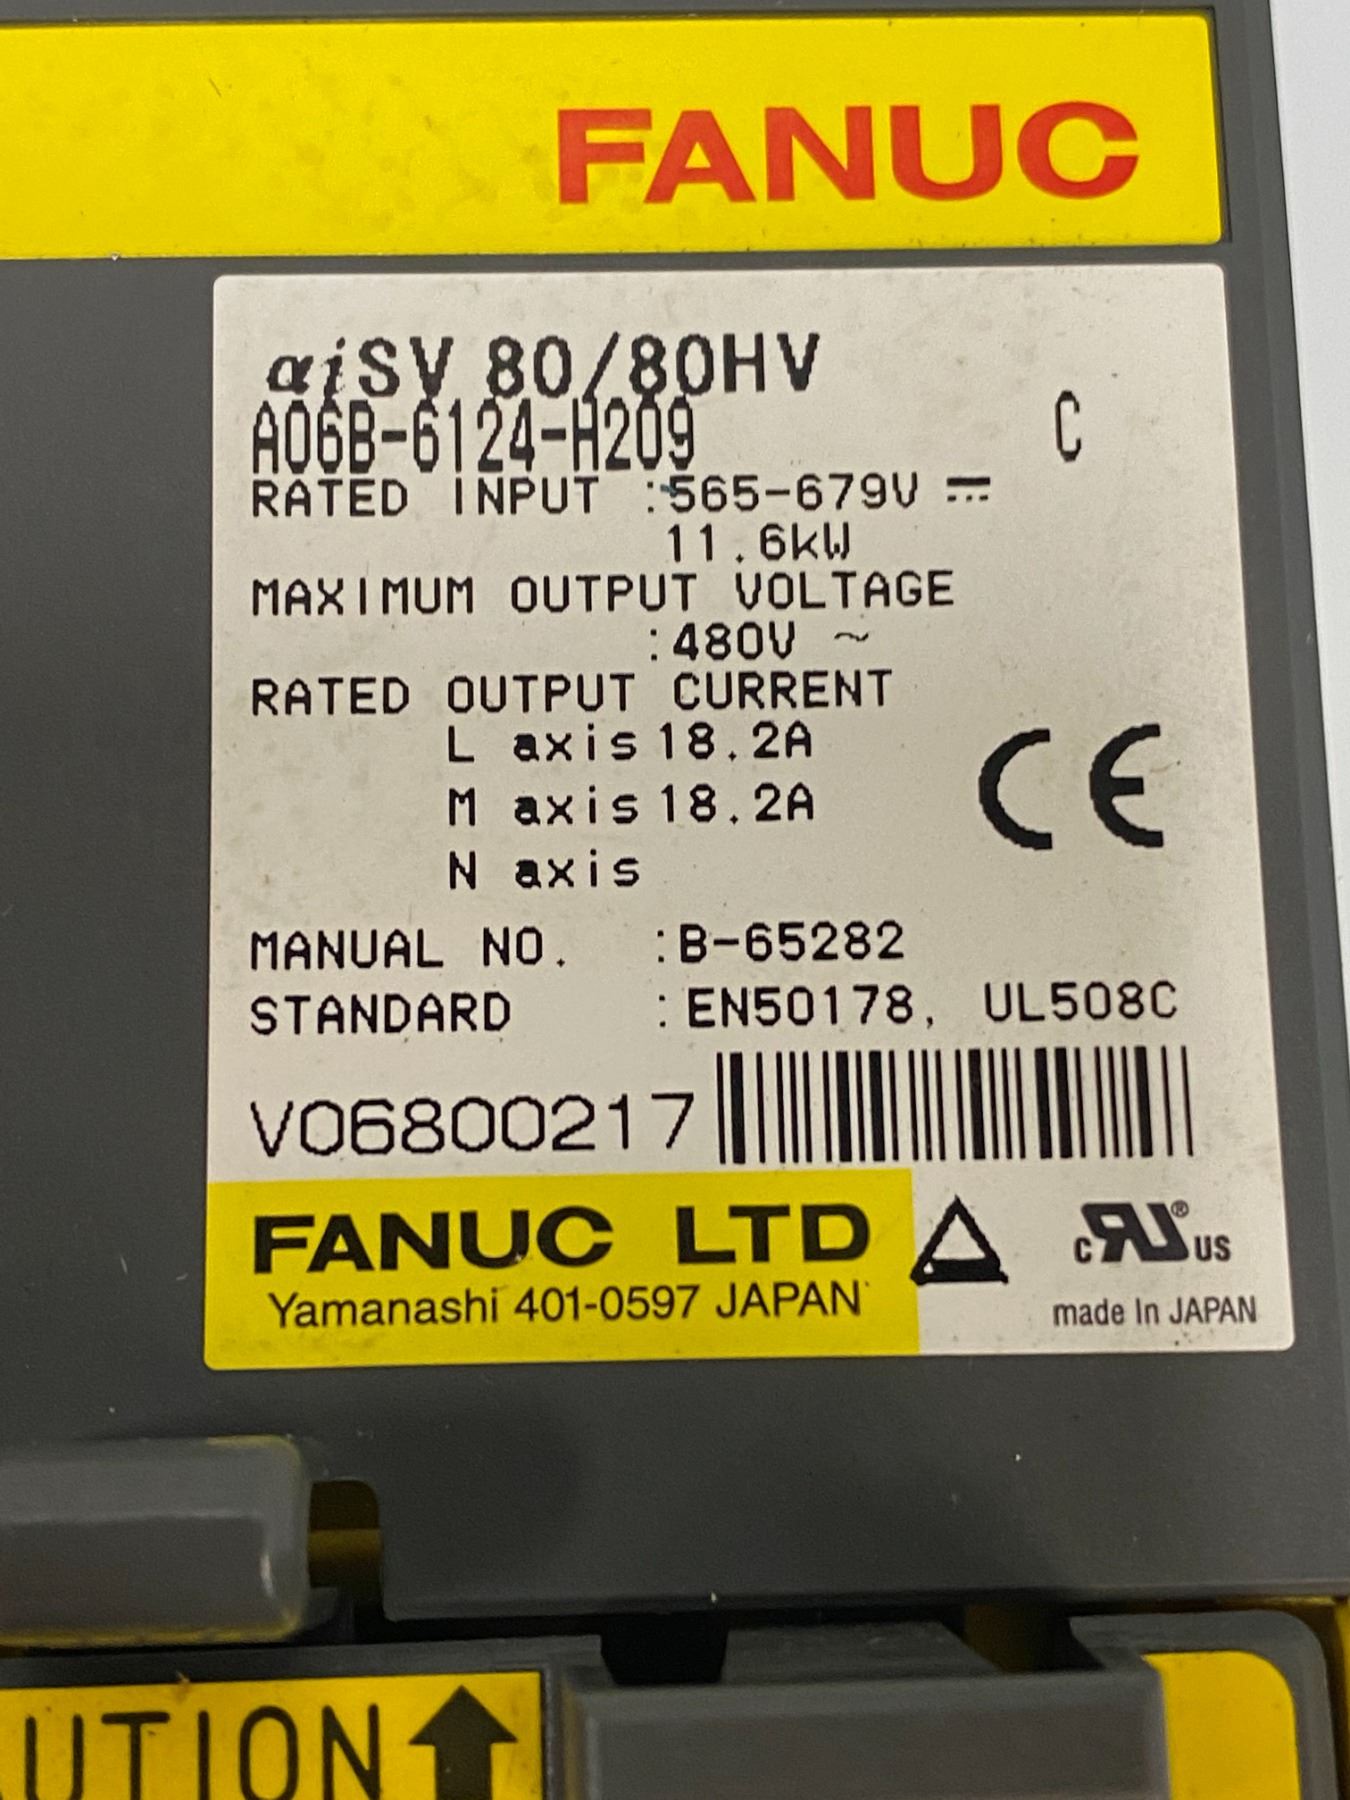 FANUC
αiSV 80/80HV
A06B-6124-H209 C
RATED INPUT :565-679V ⎓
11.6kW
MAXIMUM OUTPUT VOLTAGE
:480V ~
RATED OUTPUT CURRENT
L axis 18.2A
M axis 18.2A
N axis
CE
MANUAL NO. :B-65282
STANDARD :EN50178, UL508C
V06800217
FANUC LTD
Yamanashi 401-0597 JAPAN
c RU ® US
made In JAPAN
UTION